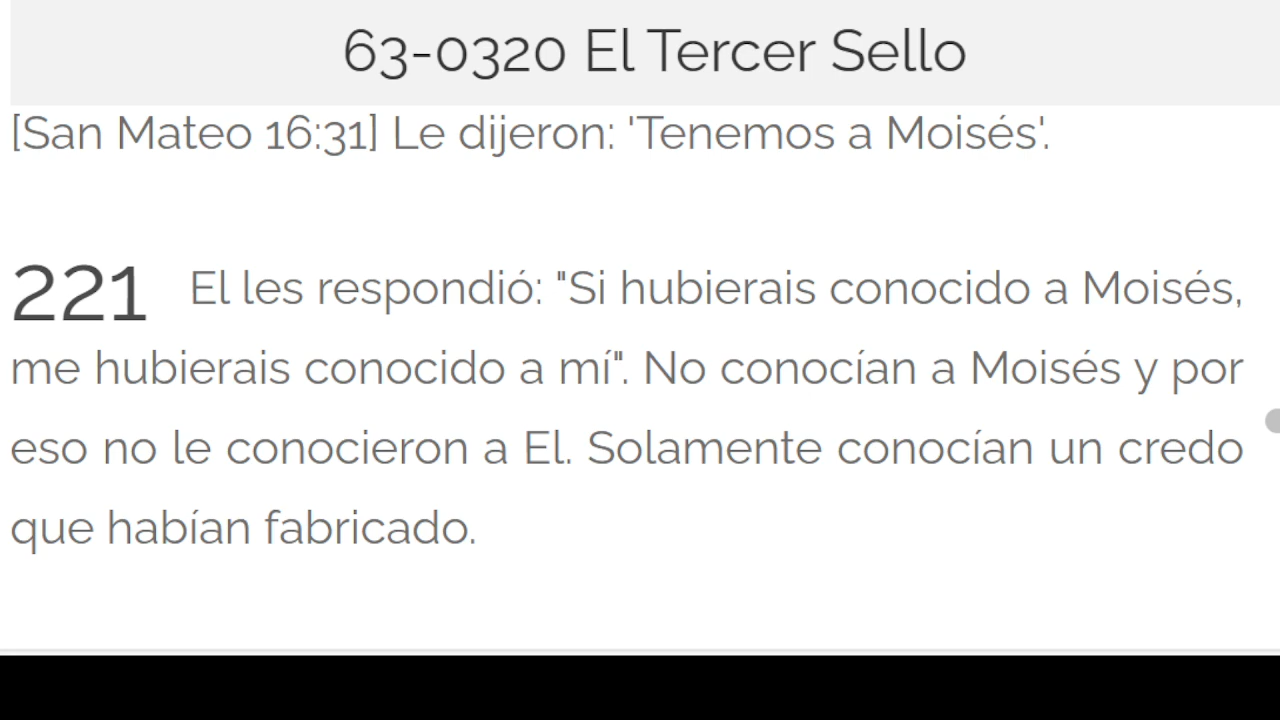 63-0320 El Tercer Sello
[San Mateo 16:31] Le dijeron: 'Tenemos a Moisés'.
221 El les respondió: "Si hubierais conocido a Moisés,
me hubierais conocido a mí". No conocían a Moisés y por
eso no le conocieron a El. Solamente conocían un credo
que habían fabricado.